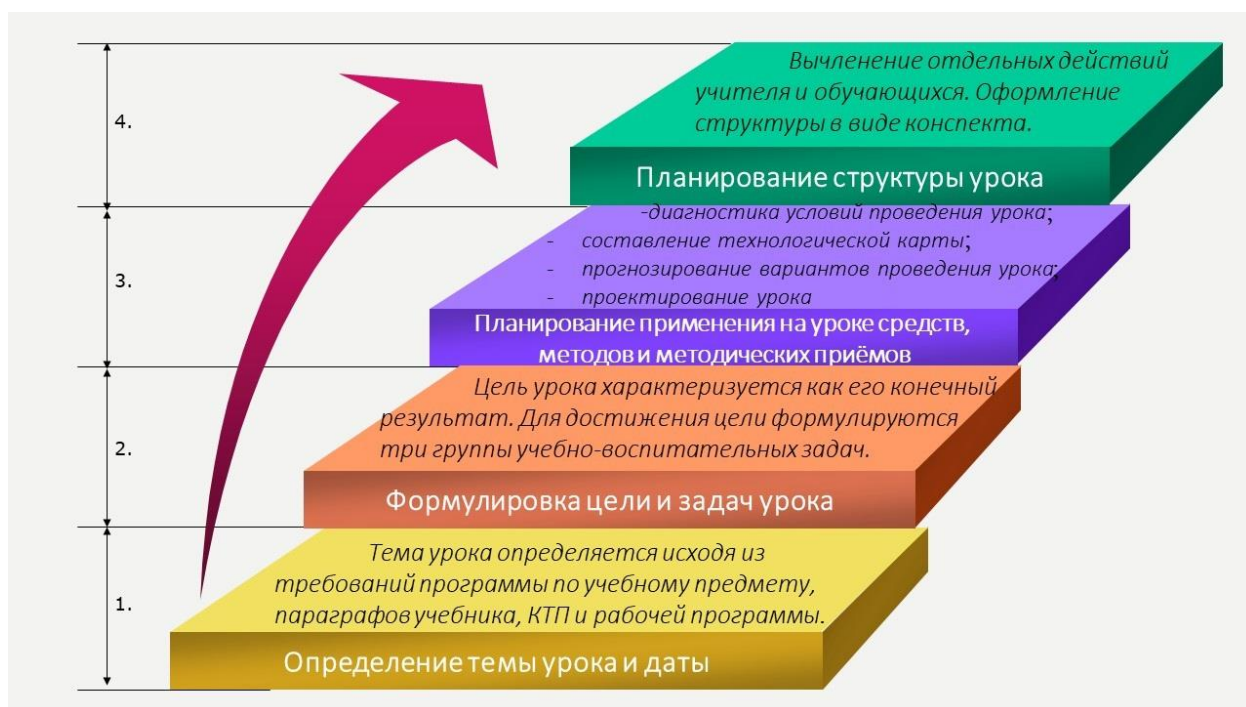 4.
Вычленение отдельных действий
учителя и обучающихся. Оформление
структуры в виде конспекта.
Планирование структуры урока
3.
-диагностика условий проведения урока;
- составление технологической карты;
- прогнозирование вариантов проведения урока;
- проектирование урока
Планирование применения на уроке средств,
методов и методических приёмов
2.
Цель урока характеризуется как его конечный
результат. Для достижения цели формулируются
три группы учебно-воспитательных задач.
Формулировка цели и задач урока
1.
Тема урока определяется исходя из
требований программы по учебному предмету,
параграфов учебника, КТП и рабочей программы.
Определение темы урока и даты